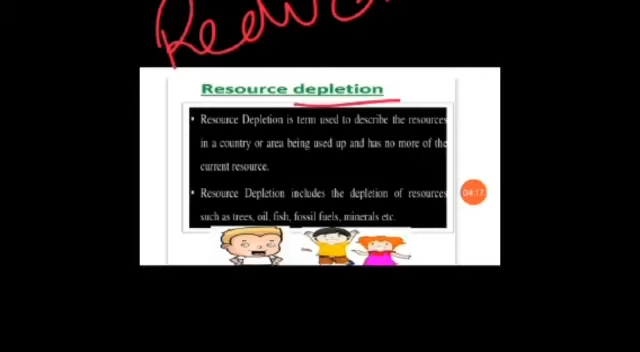 Resource depletion
• Resource Depletion is term used to describe the resources
in a country or area being used up and has no more of the
current resource.
• Resource Depletion includes the depletion of resources
such as trees, oil, fish, fossil fuels, minerals etc.
04:17